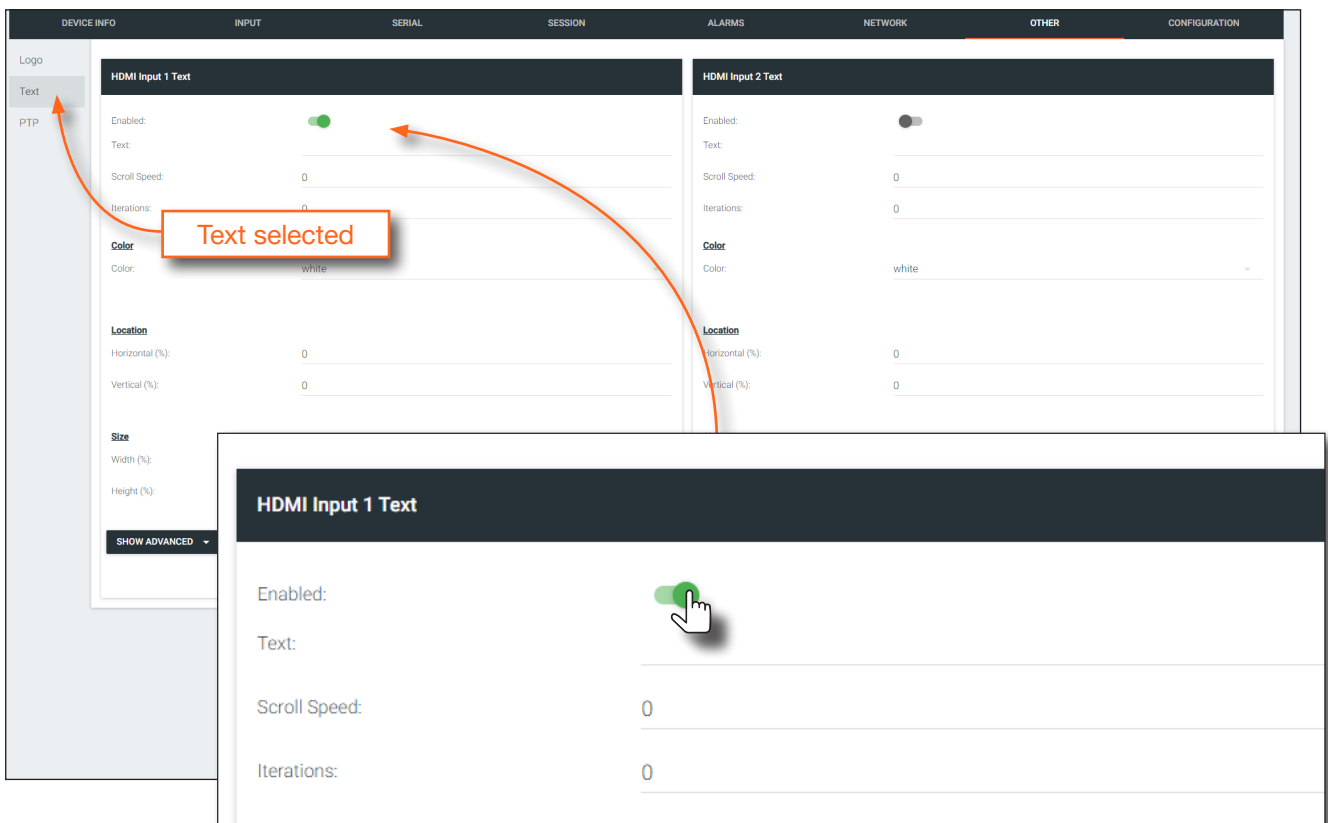 DEVICE INFO INPUT SERIAL SESSION ALARMS NETWORK OTHER CONFIGURATION
Logo
Text
PTP
HDMI Input 1 Text
Enabled:
Text:
Scroll Speed: 0
Iterations: 0
Text selected
Color
Color: white
Location
Horizontal (%): 0
Vertical (%): 0
Size
Width (%):
Height (%):
SHOW ADVANCED
HDMI Input 2 Text
Enabled:
Text:
Scroll Speed: 0
Iterations: 0
Color
Color: white
Location
Horizontal (%): 0
Vertical (%): 0
HDMI Input 1 Text
Enabled:
Text:
Scroll Speed: 0
Iterations: 0